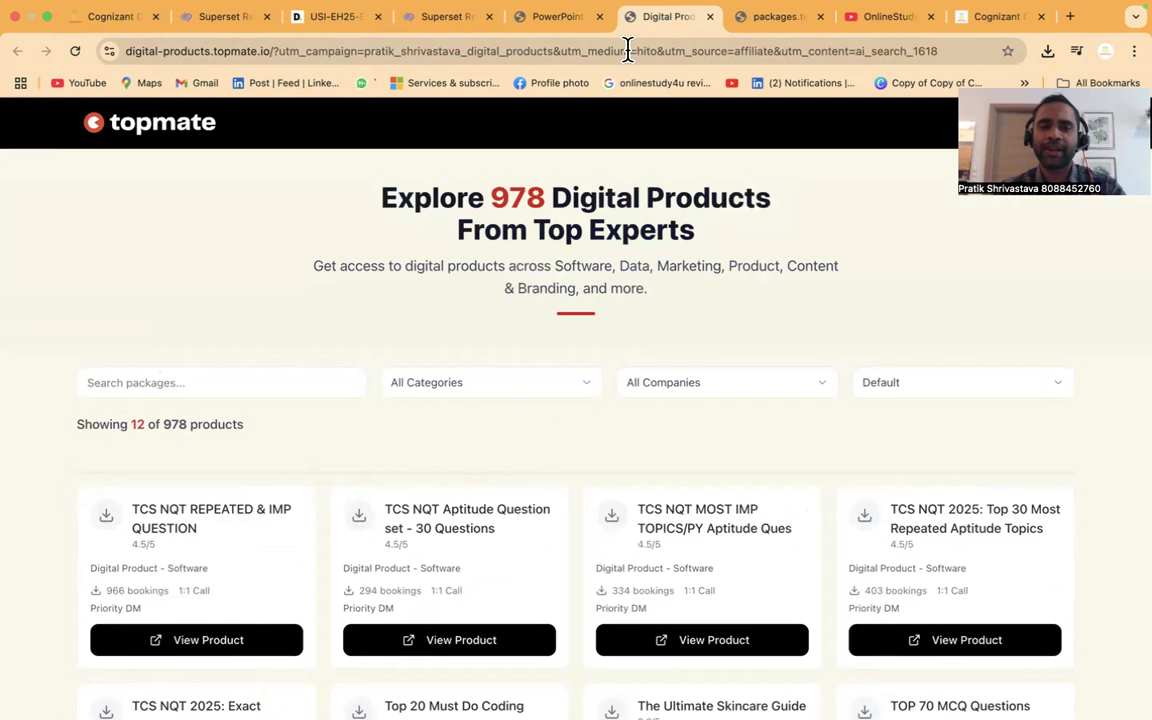 Cognizant C
Superset R
USI-EH25-E
Superset R
PowerPoint
Digital Prod
packages.t
OnlineStud
Cognizant C
digital-products.topmate.io/?utm_campaign=pratik_shrivastava_digital_products&utm_medium=hito&utm_source=affiliate&utm_content=ai_search_1618
YouTube
Maps
Gmail
Post | Feed | Linke...
Services & subscri...
Profile photo
onlinestudy4u revi...
(2) Notifications |...
Copy of Copy of C...
All Bookmarks
topmate
Pratik Shrivastava 8088452760
Explore 978 Digital Products
From Top Experts
Get access to digital products across Software, Data, Marketing, Product, Content
& Branding, and more.
Search packages...
All Categories
All Companies
Default
Showing 12 of 978 products
TCS NQT REPEATED & IMP
QUESTION
4.5/5
Digital Product - Software
966 bookings 1:1 Call
Priority DM
View Product
TCS NQT Aptitude Question
set - 30 Questions
4.5/5
Digital Product - Software
294 bookings 1:1 Call
Priority DM
View Product
TCS NQT MOST IMP
TOPICS/PY Aptitude Ques
4.5/5
Digital Product - Software
334 bookings 1:1 Call
Priority DM
View Product
TCS NQT 2025: Top 30 Most
Repeated Aptitude Topics
4.5/5
Digital Product - Software
403 bookings 1:1 Call
Priority DM
View Product
TCS NQT 2025: Exact
Top 20 Must Do Coding
The Ultimate Skincare Guide
TOP 70 MCQ Questions